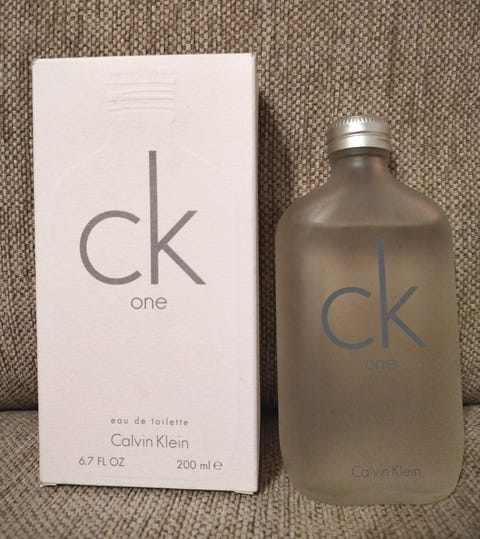 ck
one
eau de toilette
Calvin Klein
6.7 FL OZ 200 ml ℮
ck
one
Calvin Klein